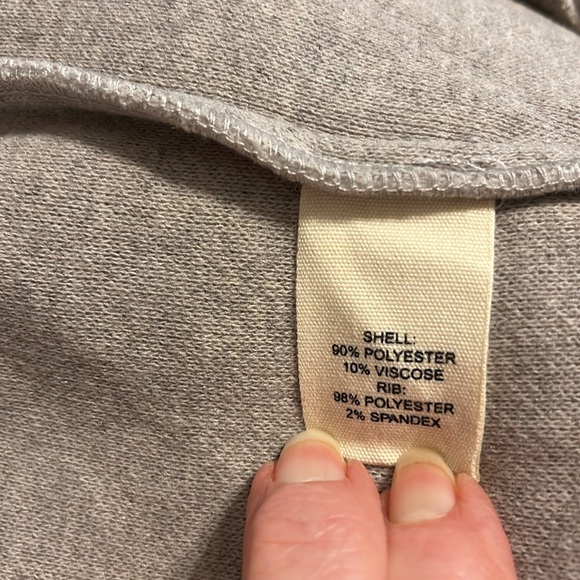 SHELL:
90% POLYESTER
10% VISCOSE
RIB:
98% POLYESTER
2% SPANDEX